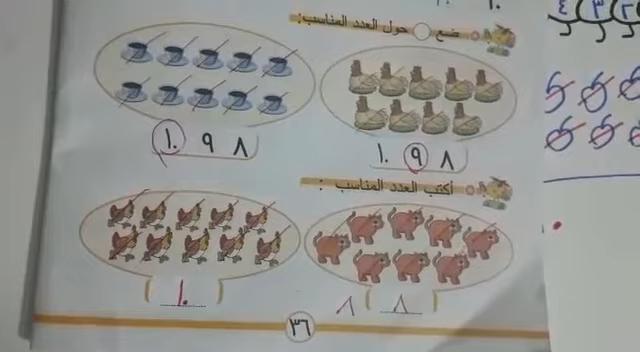 ضع حول العدد المناسب:
٨ ٩ ١٠
٨ ٩ ١٠
أكتب العدد المناسب :
٨ ٨
١٠
٣٦